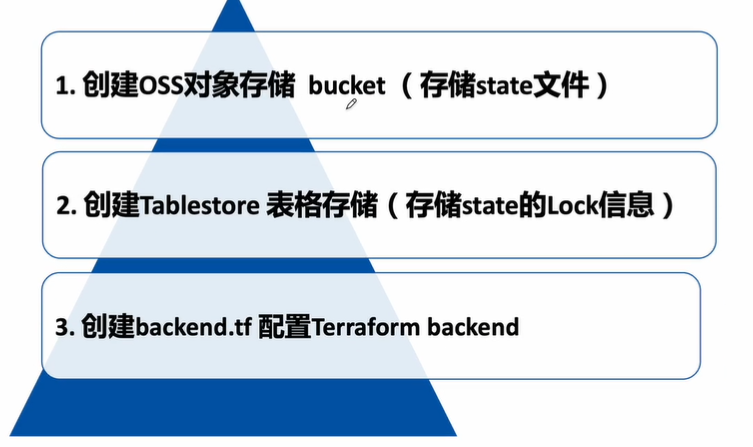 1. 创建OSS对象存储 bucket （存储state文件）
2. 创建Tablestore 表格存储（存储state的Lock信息）
3. 创建backend.tf 配置Terraform backend